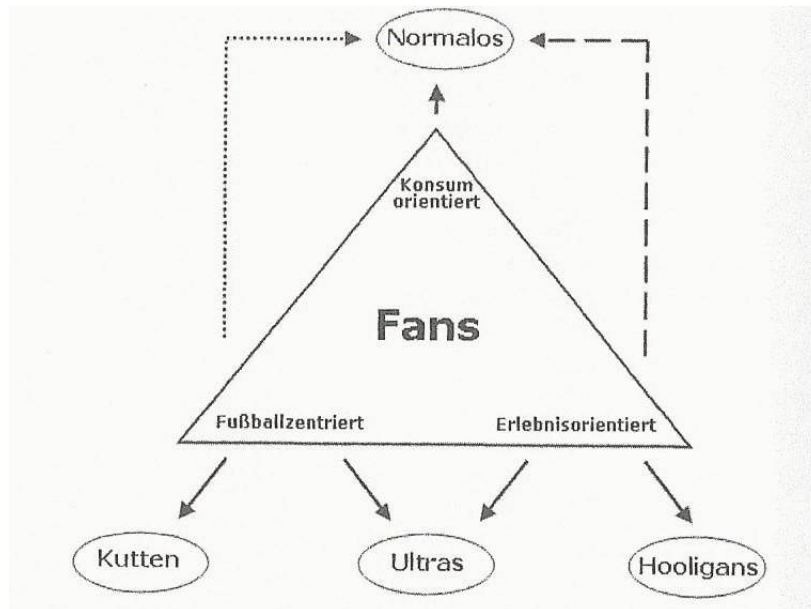 Normalos
Konsum
orientiert
Fans
Fußballzentriert
Erlebnisorientiert
Kutten
Ultras
Hooligans